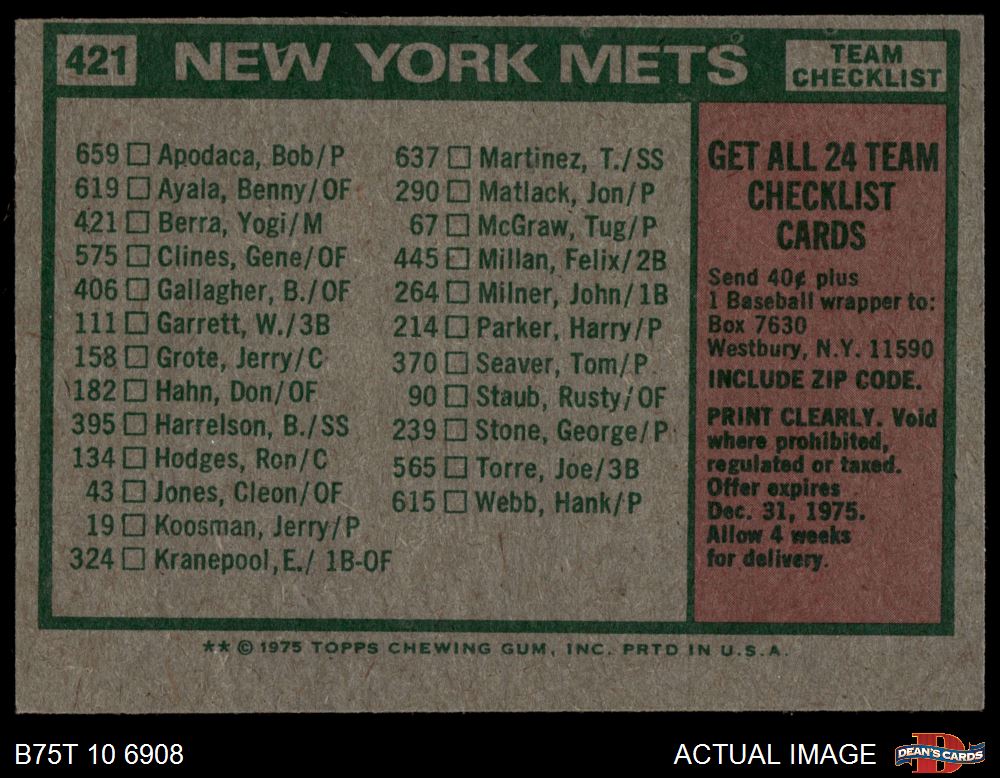 421 NEW YORK METS TEAM CHECKLIST
659 □ Apodaca, Bob/P
619 □ Ayala, Benny/OF
421 □ Berra, Yogi/M
575 □ Clines, Gene/OF
406 □ Gallagher, B./OF
111 □ Garrett, W./3B
158 □ Grote, Jerry/C
182 □ Hahn, Don/OF
395 □ Harrelson, B./SS
134 □ Hodges, Ron/C
43 □ Jones, Cleon/OF
19 □ Koosman, Jerry/P
324 □ Kranepool,E./ 1B-OF
637 □ Martinez, T./SS
290 □ Matlack, Jon/P
67 □ McGraw, Tug/P
445 □ Millan, Felix/2B
264 □ Milner, John/1B
214 □ Parker, Harry/P
370 □ Seaver, Tom/P
90 □ Staub, Rusty/OF
239 □ Stone, George/P
565 □ Torre, Joe/3B
615 □ Webb, Hank/P
GET ALL 24 TEAM
CHECKLIST
CARDS
Send 40¢ plus
1 Baseball wrapper to:
Box 7630
Westbury, N.Y. 11590
INCLUDE ZIP CODE.
PRINT CLEARLY. Void
where prohibited,
regulated or taxed.
Offer expires
Dec. 31, 1975.
Allow 4 weeks
for delivery.
** © 1975 TOPPS CHEWING GUM, INC. PRTD IN U.S.A.
B75T 10 6908
ACTUAL IMAGE
DEAN'S CARDS